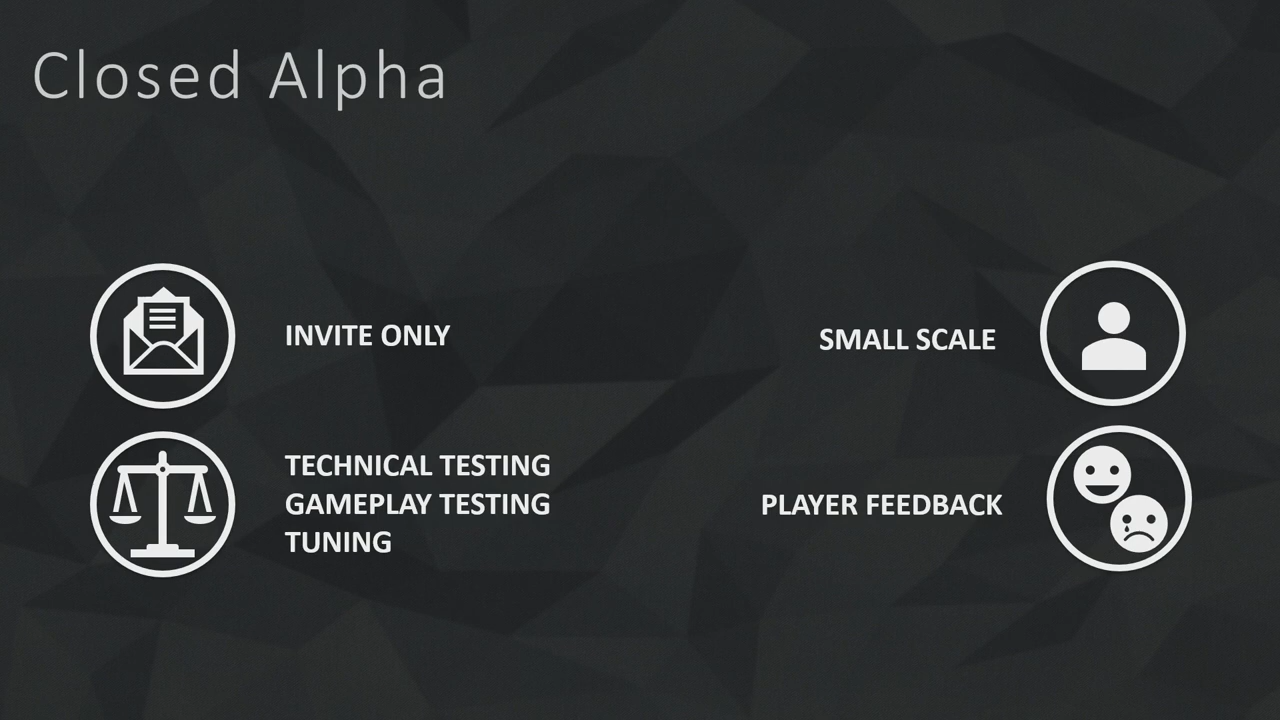 Closed Alpha
INVITE ONLY
SMALL SCALE
TECHNICAL TESTING
GAMEPLAY TESTING
TUNING
PLAYER FEEDBACK